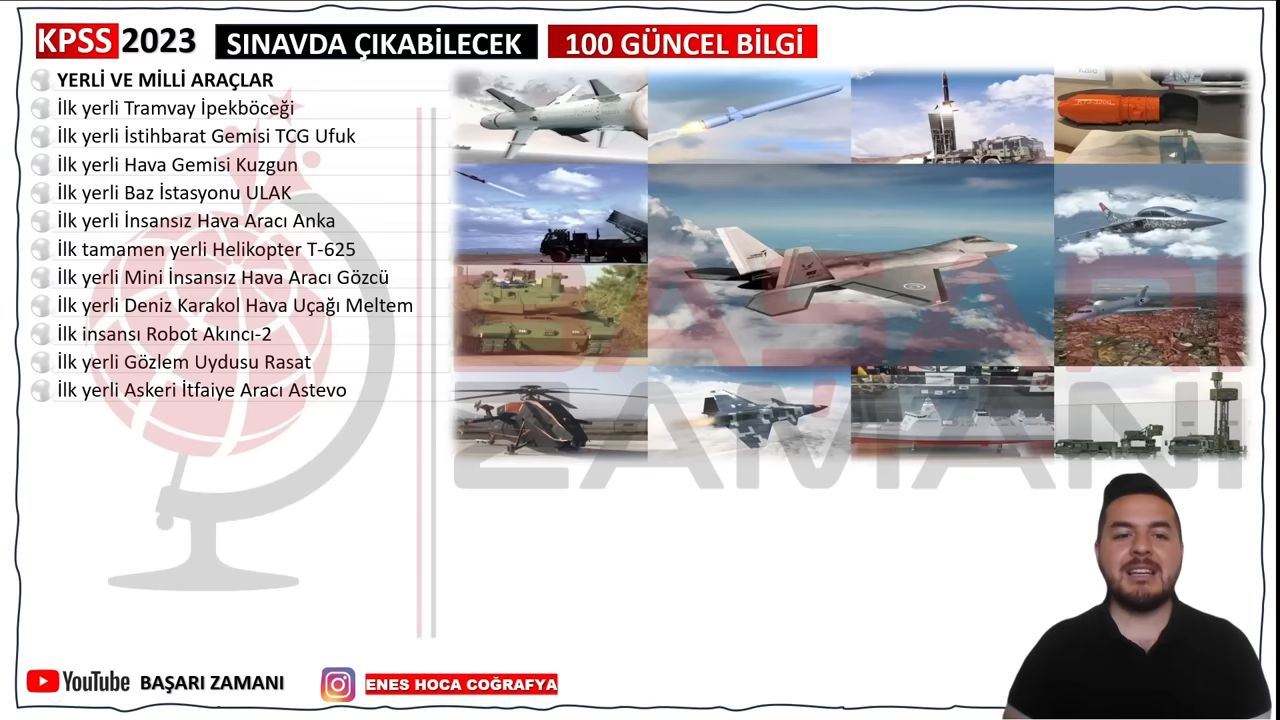 KPSS 2023 SINAVDA ÇIKABİLECEK 100 GÜNCEL BİLGİ
YERLİ VE MİLLİ ARAÇLAR
İlk yerli Tramvay İpekböceği
İlk yerli İstihbarat Gemisi TCG Ufuk
İlk yerli Hava Gemisi Kuzgun
İlk yerli Baz İstasyonu ULAK
İlk yerli İnsansız Hava Aracı Anka
İlk tamamen yerli Helikopter T-625
İlk yerli Mini İnsansız Hava Aracı Gözcü
İlk yerli Deniz Karakol Hava Uçağı Meltem
İlk insansı Robot Akıncı-2
İlk yerli Gözlem Uydusu Rasat
İlk yerli Askeri İtfaiye Aracı Astevo
BAŞARI
ZAMANI
YouTube BAŞARI ZAMANI
ENES HOCA COĞRAFYA